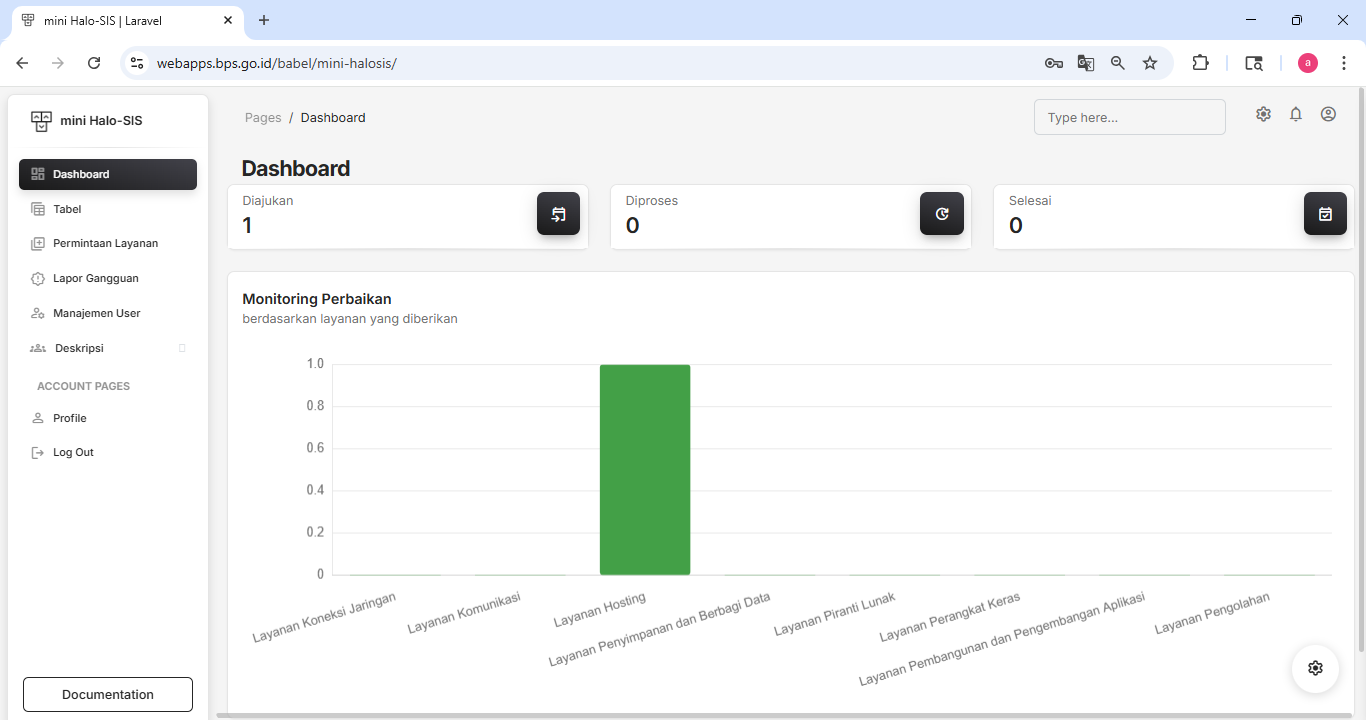 mini Halo-SIS | Laravel
webapps.bps.go.id/babel/mini-halosis/
a
mini Halo-SIS
Dashboard
Tabel
Permintaan Layanan
Lapor Gangguan
Manajemen User
Deskripsi
ACCOUNT PAGES
Profile
Log Out
Documentation
Pages / Dashboard
Type here...
Dashboard
Diajukan
1
Diproses
0
Selesai
0
Monitoring Perbaikan
berdasarkan layanan yang diberikan
1.0
0.8
0.6
0.4
0.2
0
Layanan Koneksi Jaringan
Layanan Komunikasi
Layanan Hosting
Layanan Penyimpanan dan Berbagi Data
Layanan Piranti Lunak
Layanan Perangkat Keras
Layanan Pembangunan dan Pengembangan Aplikasi
Layanan Pengolahan